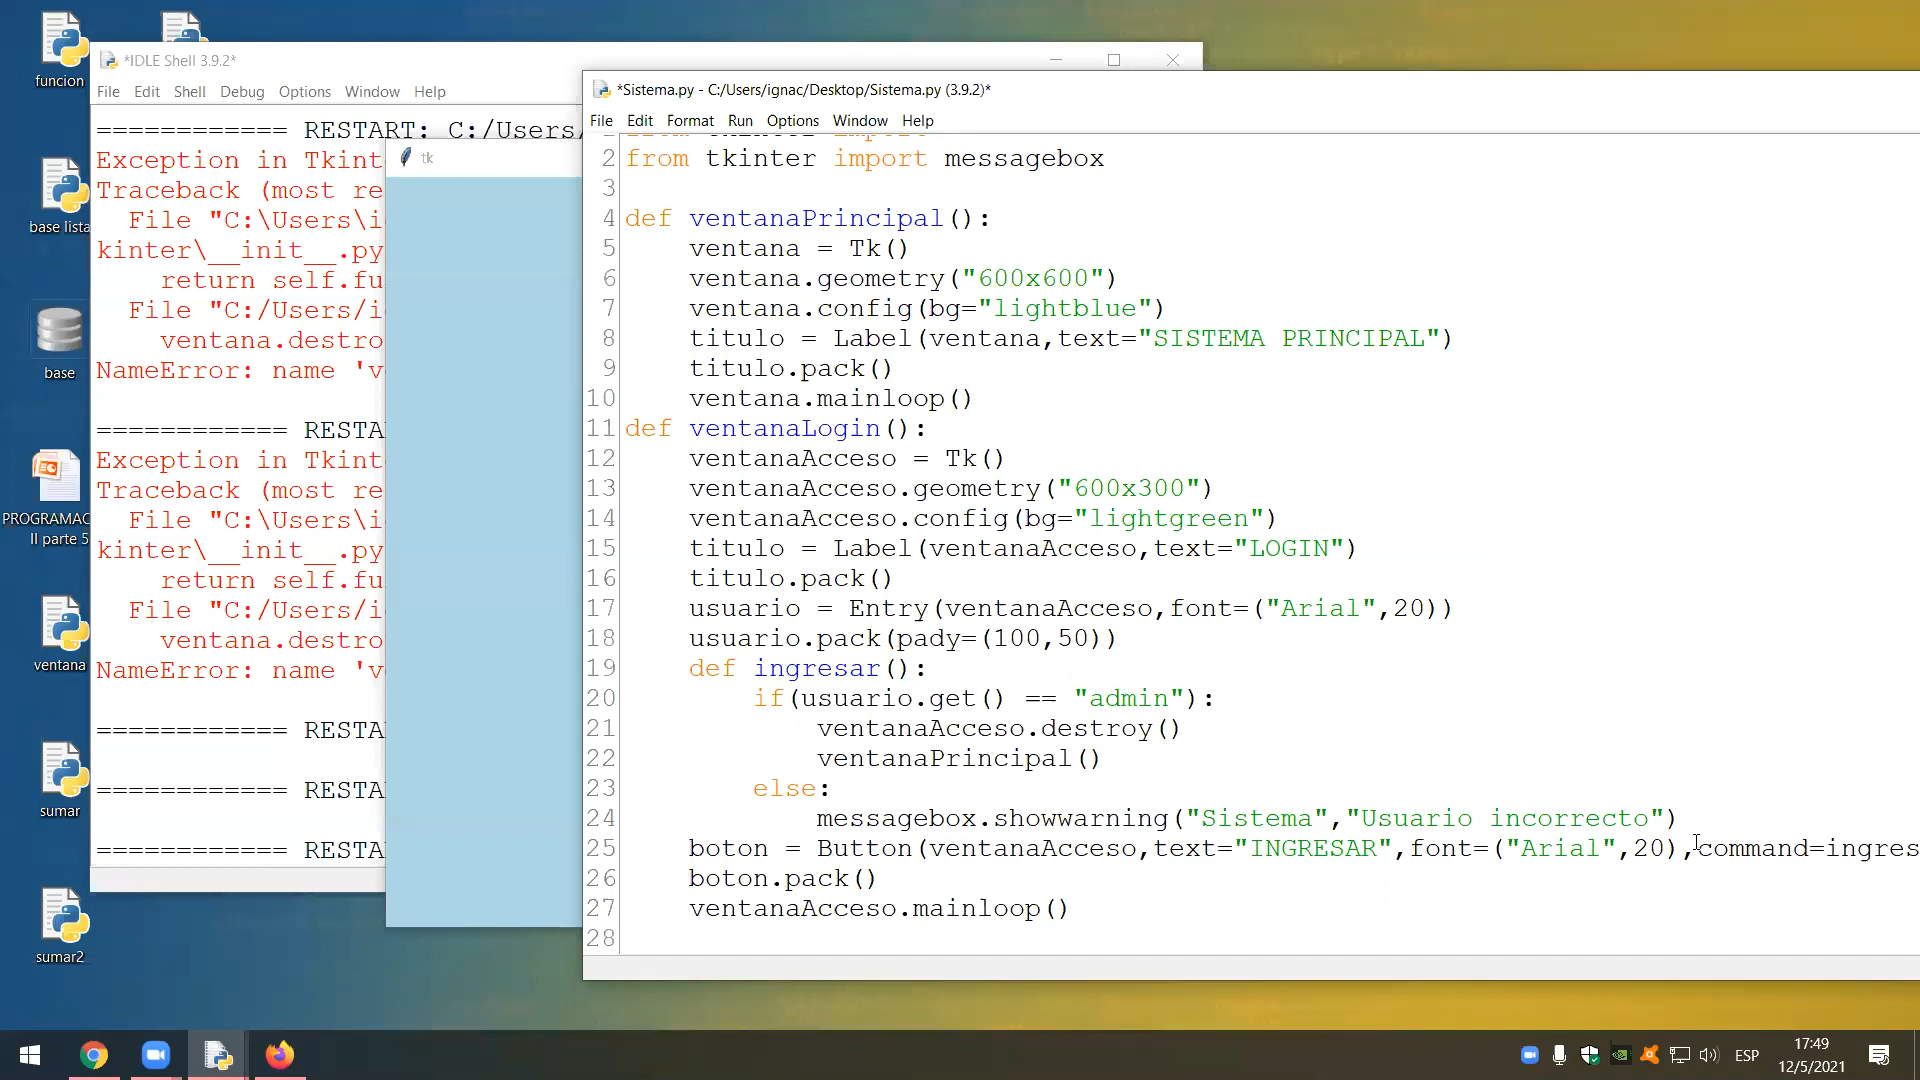 funcion
base lista
base
PROGRAMAC
II parte 5
ventana
sumar
sumar2
*IDLE Shell 3.9.2*
File Edit Shell Debug Options Window Help
============ RESTART: C:/Users/
Exception in Tkint
Traceback (most re
File "C:\Users\i
kinter\__init__.py
return self.fu
File "C:/Users/i
ventana.destro
NameError: name 'v
============ RESTA
Exception in Tkint
Traceback (most re
File "C:\Users\i
kinter\__init__.py
return self.fu
File "C:/Users/i
ventana.destro
NameError: name 'v
============ RESTA
============ RESTA
============ RESTA
tk
*Sistema.py - C:/Users/ignac/Desktop/Sistema.py (3.9.2)*
File Edit Format Run Options Window Help
2 from tkinter import messagebox
3
4 def ventanaPrincipal():
5 ventana = Tk()
6 ventana.geometry("600x600")
7 ventana.config(bg="lightblue")
8 titulo = Label(ventana,text="SISTEMA PRINCIPAL")
9 titulo.pack()
10 ventana.mainloop()
11 def ventanaLogin():
12 ventanaAcceso = Tk()
13 ventanaAcceso.geometry("600x300")
14 ventanaAcceso.config(bg="lightgreen")
15 titulo = Label(ventanaAcceso,text="LOGIN")
16 titulo.pack()
17 usuario = Entry(ventanaAcceso,font=("Arial",20))
18 usuario.pack(pady=(100,50))
19 def ingresar():
20 if(usuario.get() == "admin"):
21 ventanaAcceso.destroy()
22 ventanaPrincipal()
23 else:
24 messagebox.showwarning("Sistema","Usuario incorrecto")
25 boton = Button(ventanaAcceso,text="INGRESAR",font=("Arial",20),command=ingres
26 boton.pack()
27 ventanaAcceso.mainloop()
28
ESP
17:49
12/5/2021